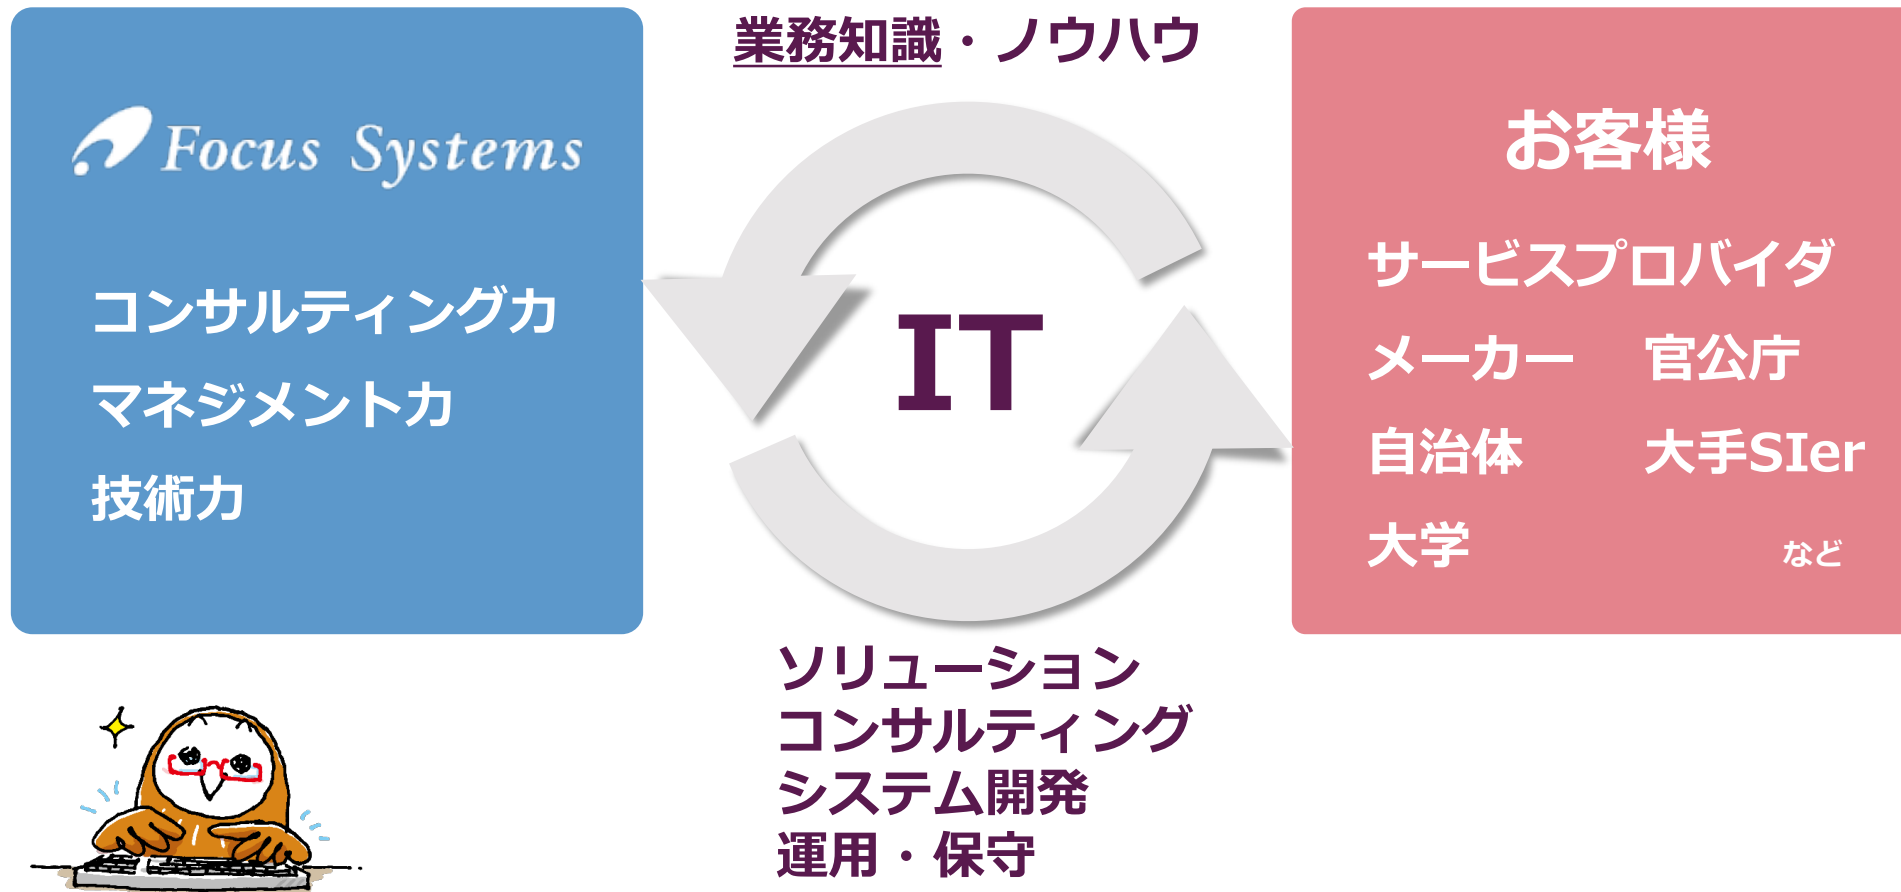 業務知識・ノウハウ
Focus Systems
コンサルティング力
マネジメント力
技術力
IT
お客様
サービスプロバイダ
メーカー 官公庁
自治体 大手SIer
大学 など
ソリューション
コンサルティング
システム開発
運用・保守